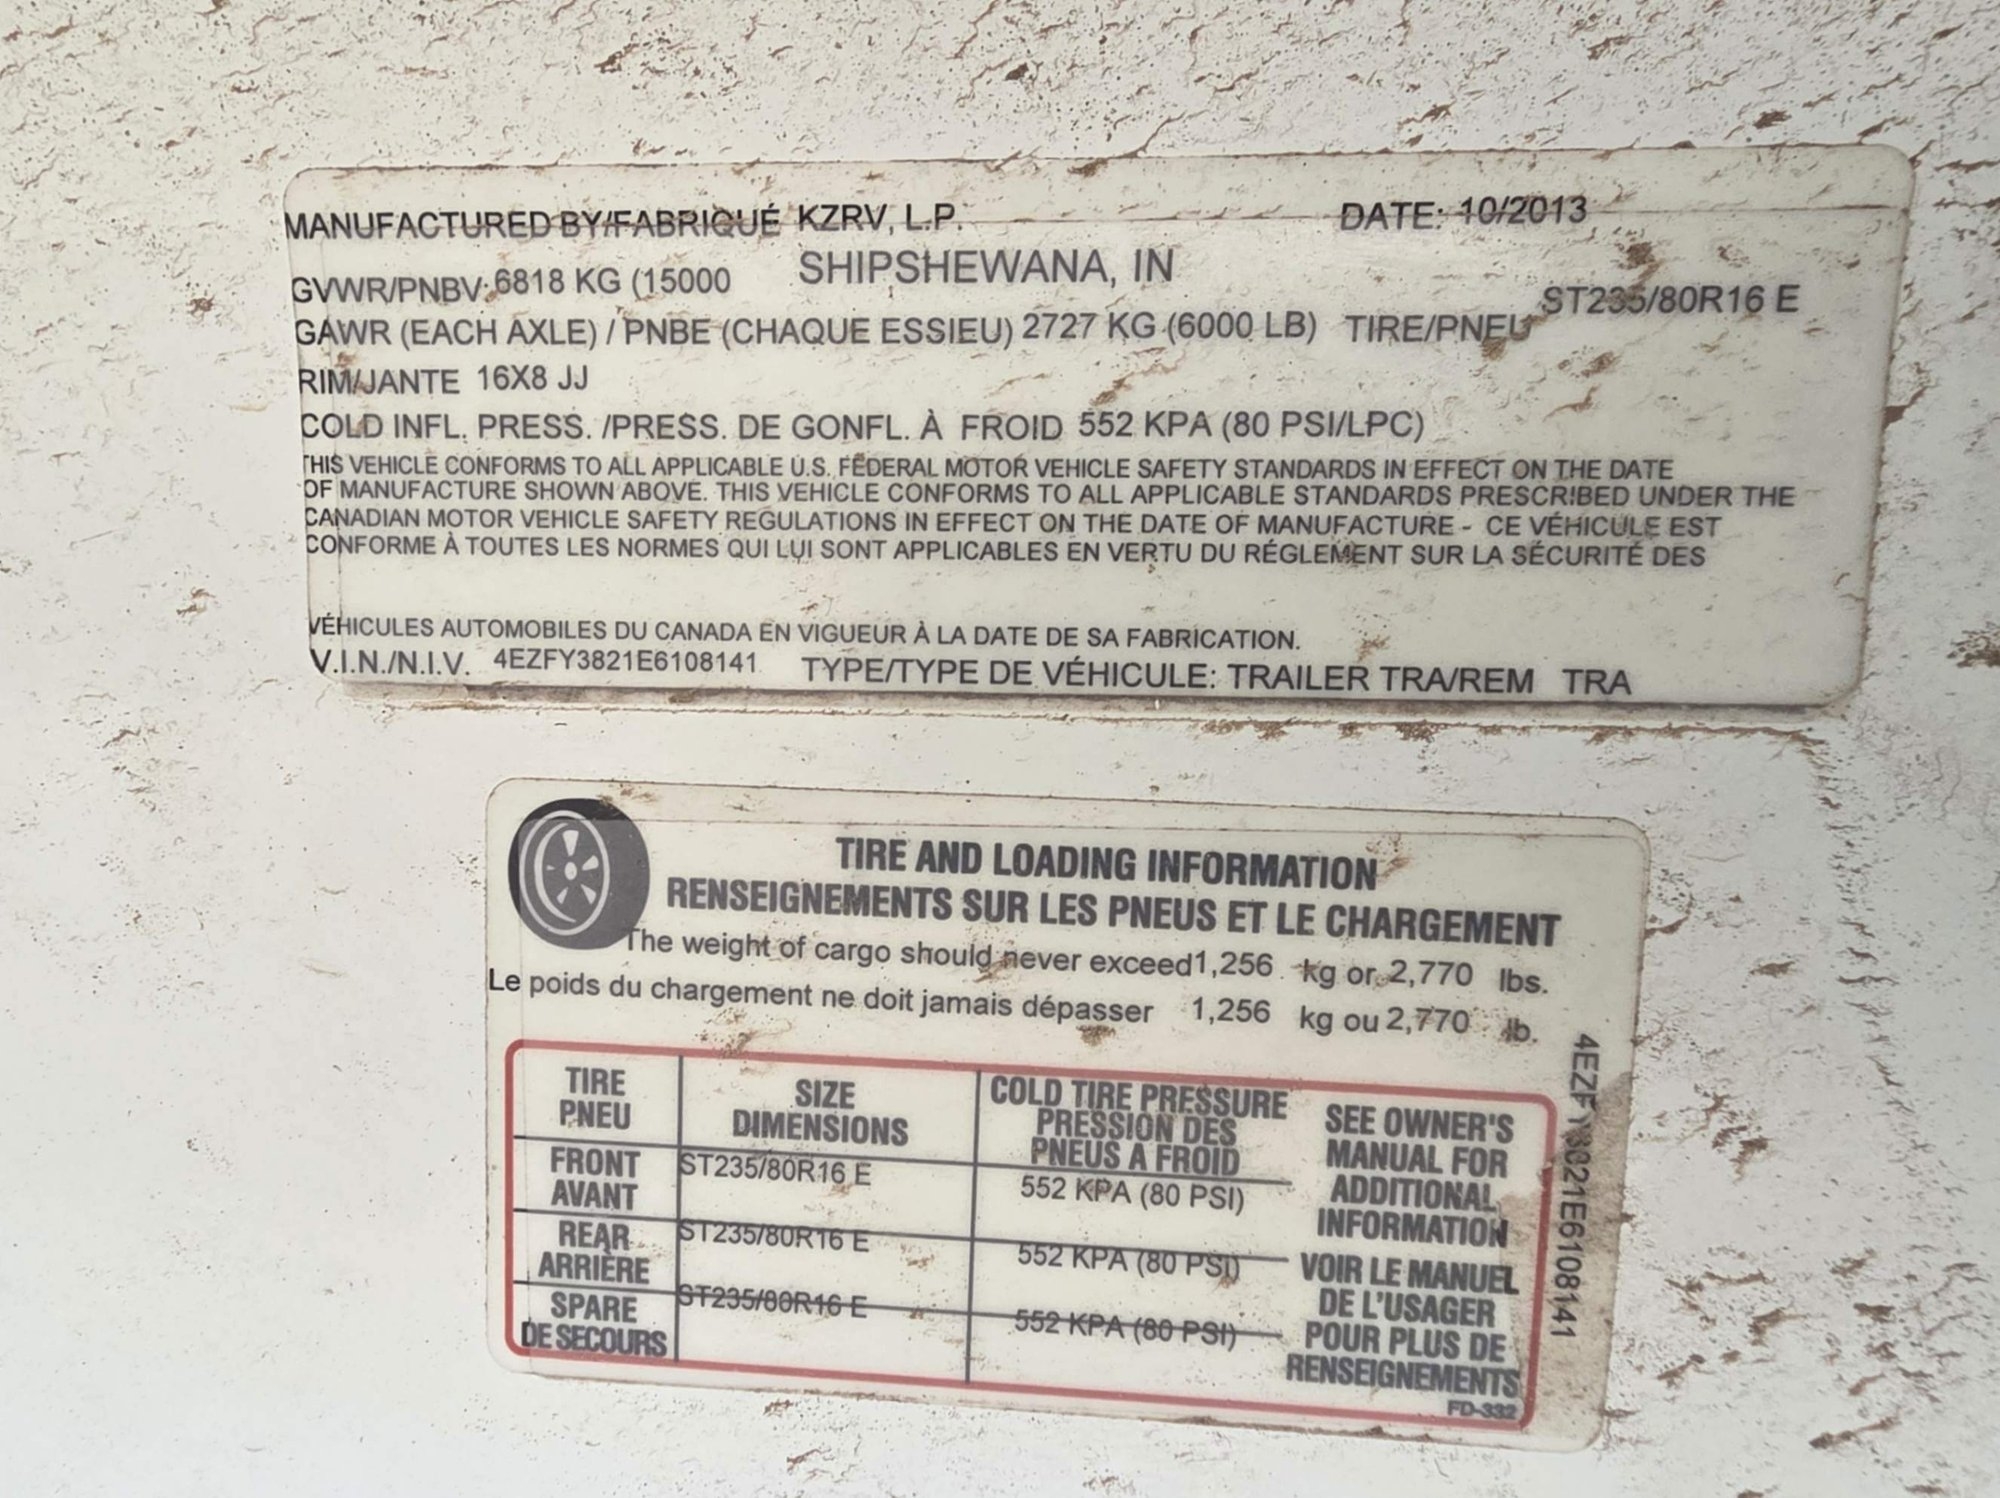 MANUFACTURED BY/FABRIQUÉ KZRV, L.P. DATE: 10/2013
SHIPSHEWANA, IN
GVWR/PNBV: 6818 KG (15000
GAWR (EACH AXLE) / PNBE (CHAQUE ESSIEU) 2727 KG (6000 LB) TIRE/PNEU ST235/80R16 E
RIM/JANTE 16X8 JJ
COLD INFL. PRESS. /PRESS. DE GONFL. À FROID 552 KPA (80 PSI/LPC)
THIS VEHICLE CONFORMS TO ALL APPLICABLE U.S. FEDERAL MOTOR VEHICLE SAFETY STANDARDS IN EFFECT ON THE DATE
OF MANUFACTURE SHOWN ABOVE. THIS VEHICLE CONFORMS TO ALL APPLICABLE STANDARDS PRESCRIBED UNDER THE
CANADIAN MOTOR VEHICLE SAFETY REGULATIONS IN EFFECT ON THE DATE OF MANUFACTURE - CE VÉHICULE EST
CONFORME À TOUTES LES NORMES QUI LUI SONT APPLICABLES EN VERTU DU RÉGLEMENT SUR LA SÉCURITÉ DES
VÉHICULES AUTOMOBILES DU CANADA EN VIGUEUR À LA DATE DE SA FABRICATION.
V.I.N./N.I.V. 4EZFY3821E6108141 TYPE/TYPE DE VÉHICULE: TRAILER TRA/REM TRA
TIRE AND LOADING INFORMATION
RENSEIGNEMENTS SUR LES PNEUS ET LE CHARGEMENT
The weight of cargo should never exceed 1,256 kg or 2,770 lbs.
Le poids du chargement ne doit jamais dépasser 1,256 kg ou 2,770 lb.
TIRE
PNEU
SIZE
DIMENSIONS
COLD TIRE PRESSURE
PRESSION DES
PNEUS A FROID
FRONT
AVANT
ST235/80R16 E
552 KPA (80 PSI)
REAR
ARRIÈRE
ST235/80R16 E
552 KPA (80 PSI)
SPARE
DE SECOURS
ST235/80R16 E
552 KPA (80 PSI)
SEE OWNER'S
MANUAL FOR
ADDITIONAL
INFORMATION
VOIR LE MANUEL
DE L'USAGER
POUR PLUS DE
RENSEIGNEMENTS
FD-332
4EZFY3821E6108141